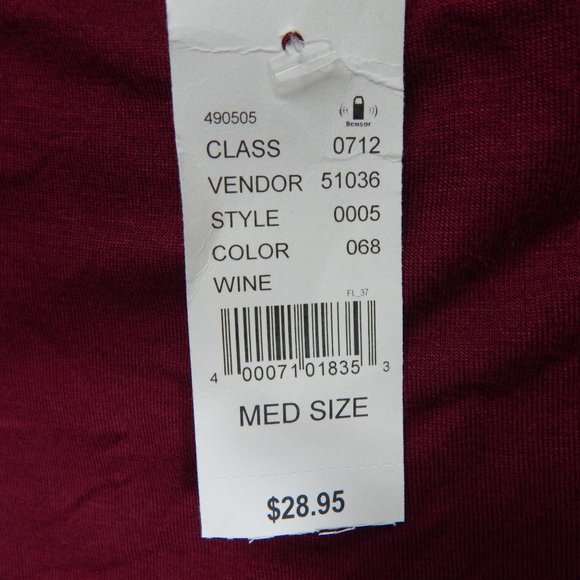 490505
Sensor
CLASS 0712
VENDOR 51036
STYLE 0005
COLOR 068
WINE
FL_37
4 00071 01835 3
MED SIZE
$28.95